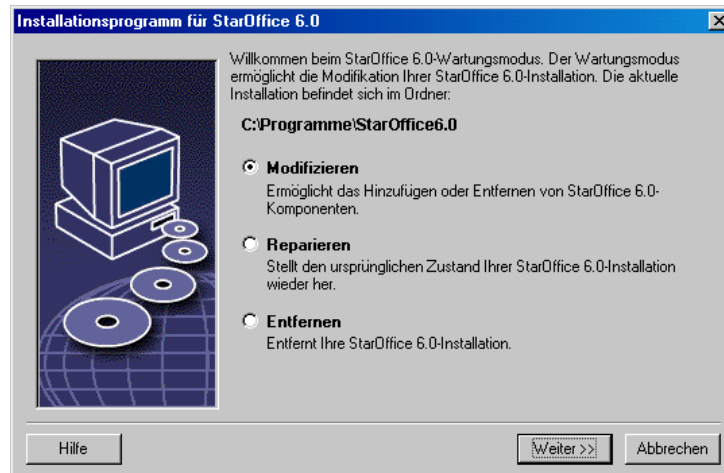 Installationsprogramm für StarOffice 6.0
Willkommen beim StarOffice 6.0-Wartungsmodus. Der Wartungsmodus
ermöglicht die Modifikation Ihrer StarOffice 6.0-Installation. Die aktuelle
Installation befindet sich im Ordner:
C:\Programme\StarOffice6.0
Modifizieren
Ermöglicht das Hinzufügen oder Entfernen von StarOffice 6.0-
Komponenten.
Reparieren
Stellt den ursprünglichen Zustand Ihrer StarOffice 6.0-Installation
wieder her.
Entfernen
Entfernt Ihre StarOffice 6.0-Installation.
Hilfe
Weiter >>
Abbrechen